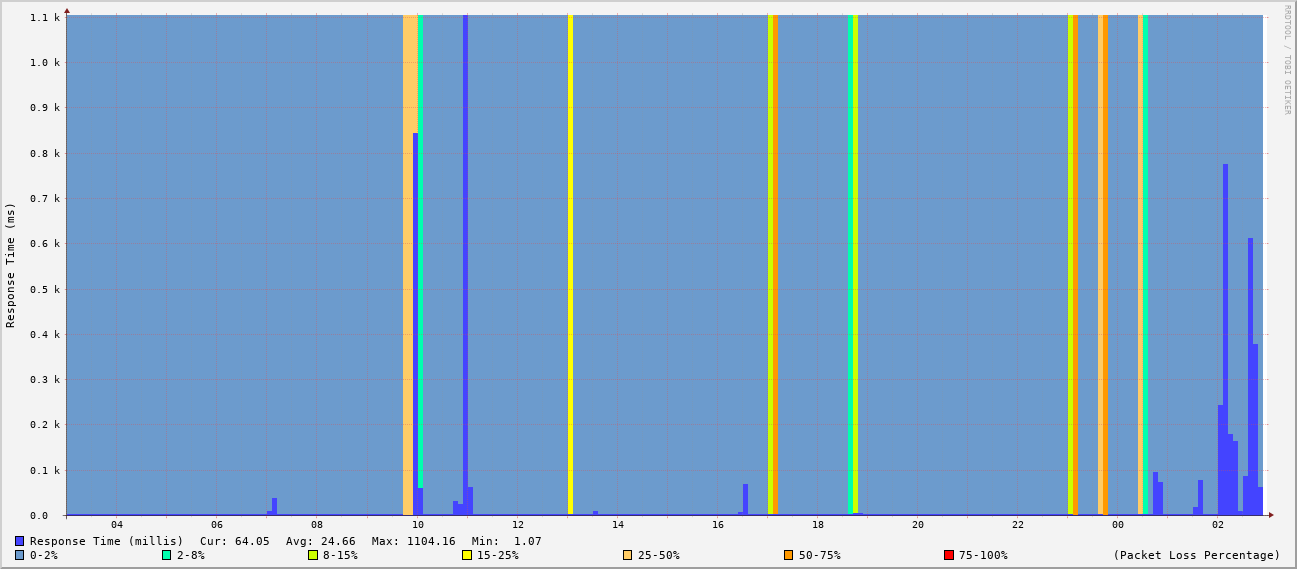 RRDTOOL / TOBI OETIKER
Response Time (ms)
1.1 k
1.0 k
0.9 k
0.8 k
0.7 k
0.6 k
0.5 k
0.4 k
0.3 k
0.2 k
0.1 k
0.0
04 06 08 10 12 14 16 18 20 22 00 02
Response Time (millis) Cur: 64.05 Avg: 24.66 Max: 1104.16 Min: 1.07
0-2% 2-8% 8-15% 15-25% 25-50% 50-75% 75-100% (Packet Loss Percentage)